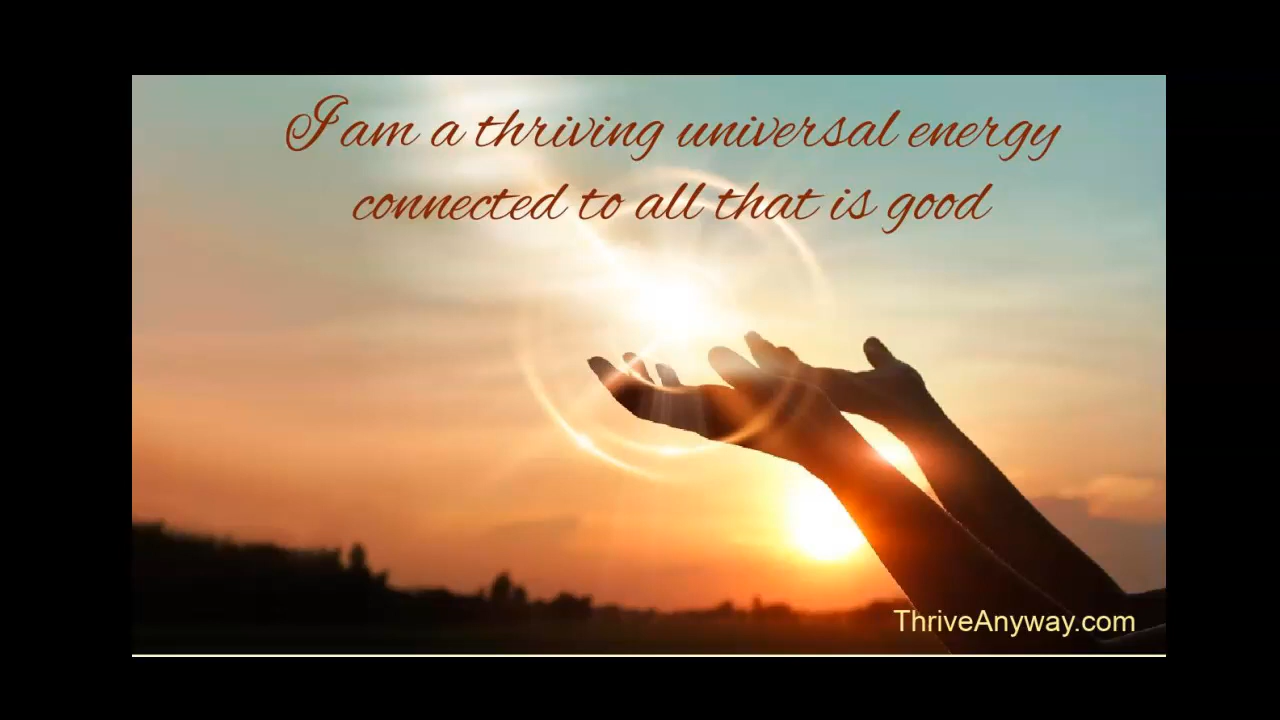 I am a thriving universal energy
connected to all that is good
ThriveAnyway.com